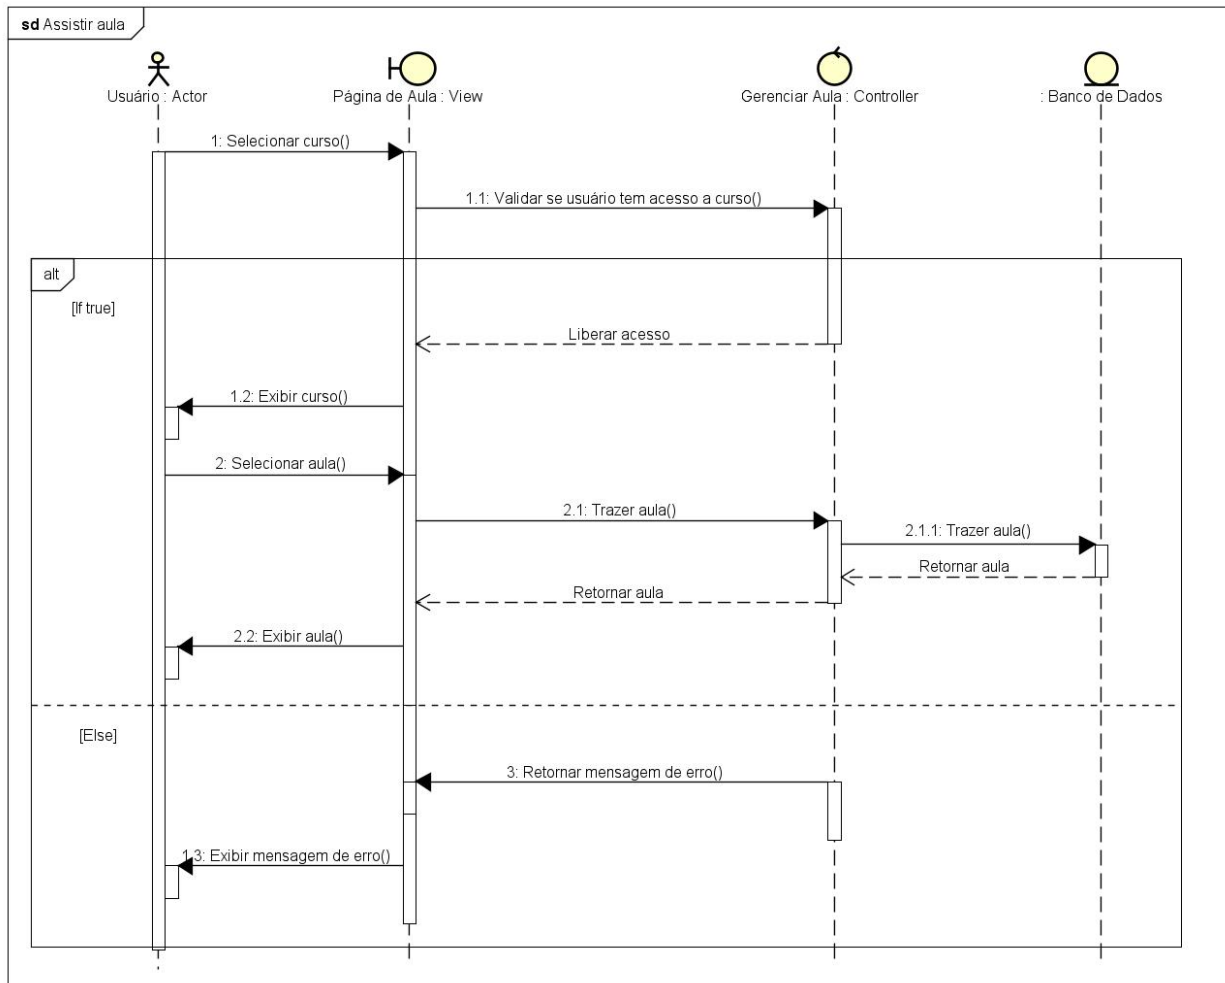 sd Assistir aula
Usuário : Actor
Página de Aula : View
Gerenciar Aula : Controller
: Banco de Dados
1: Selecionar curso()
1.1: Validar se usuário tem acesso a curso()
alt
[If true]
Liberar acesso
1.2: Exibir curso()
2: Selecionar aula()
2.1: Trazer aula()
2.1.1: Trazer aula()
Retornar aula
Retornar aula
2.2: Exibir aula()
[Else]
3: Retornar mensagem de erro()
1.3: Exibir mensagem de erro()